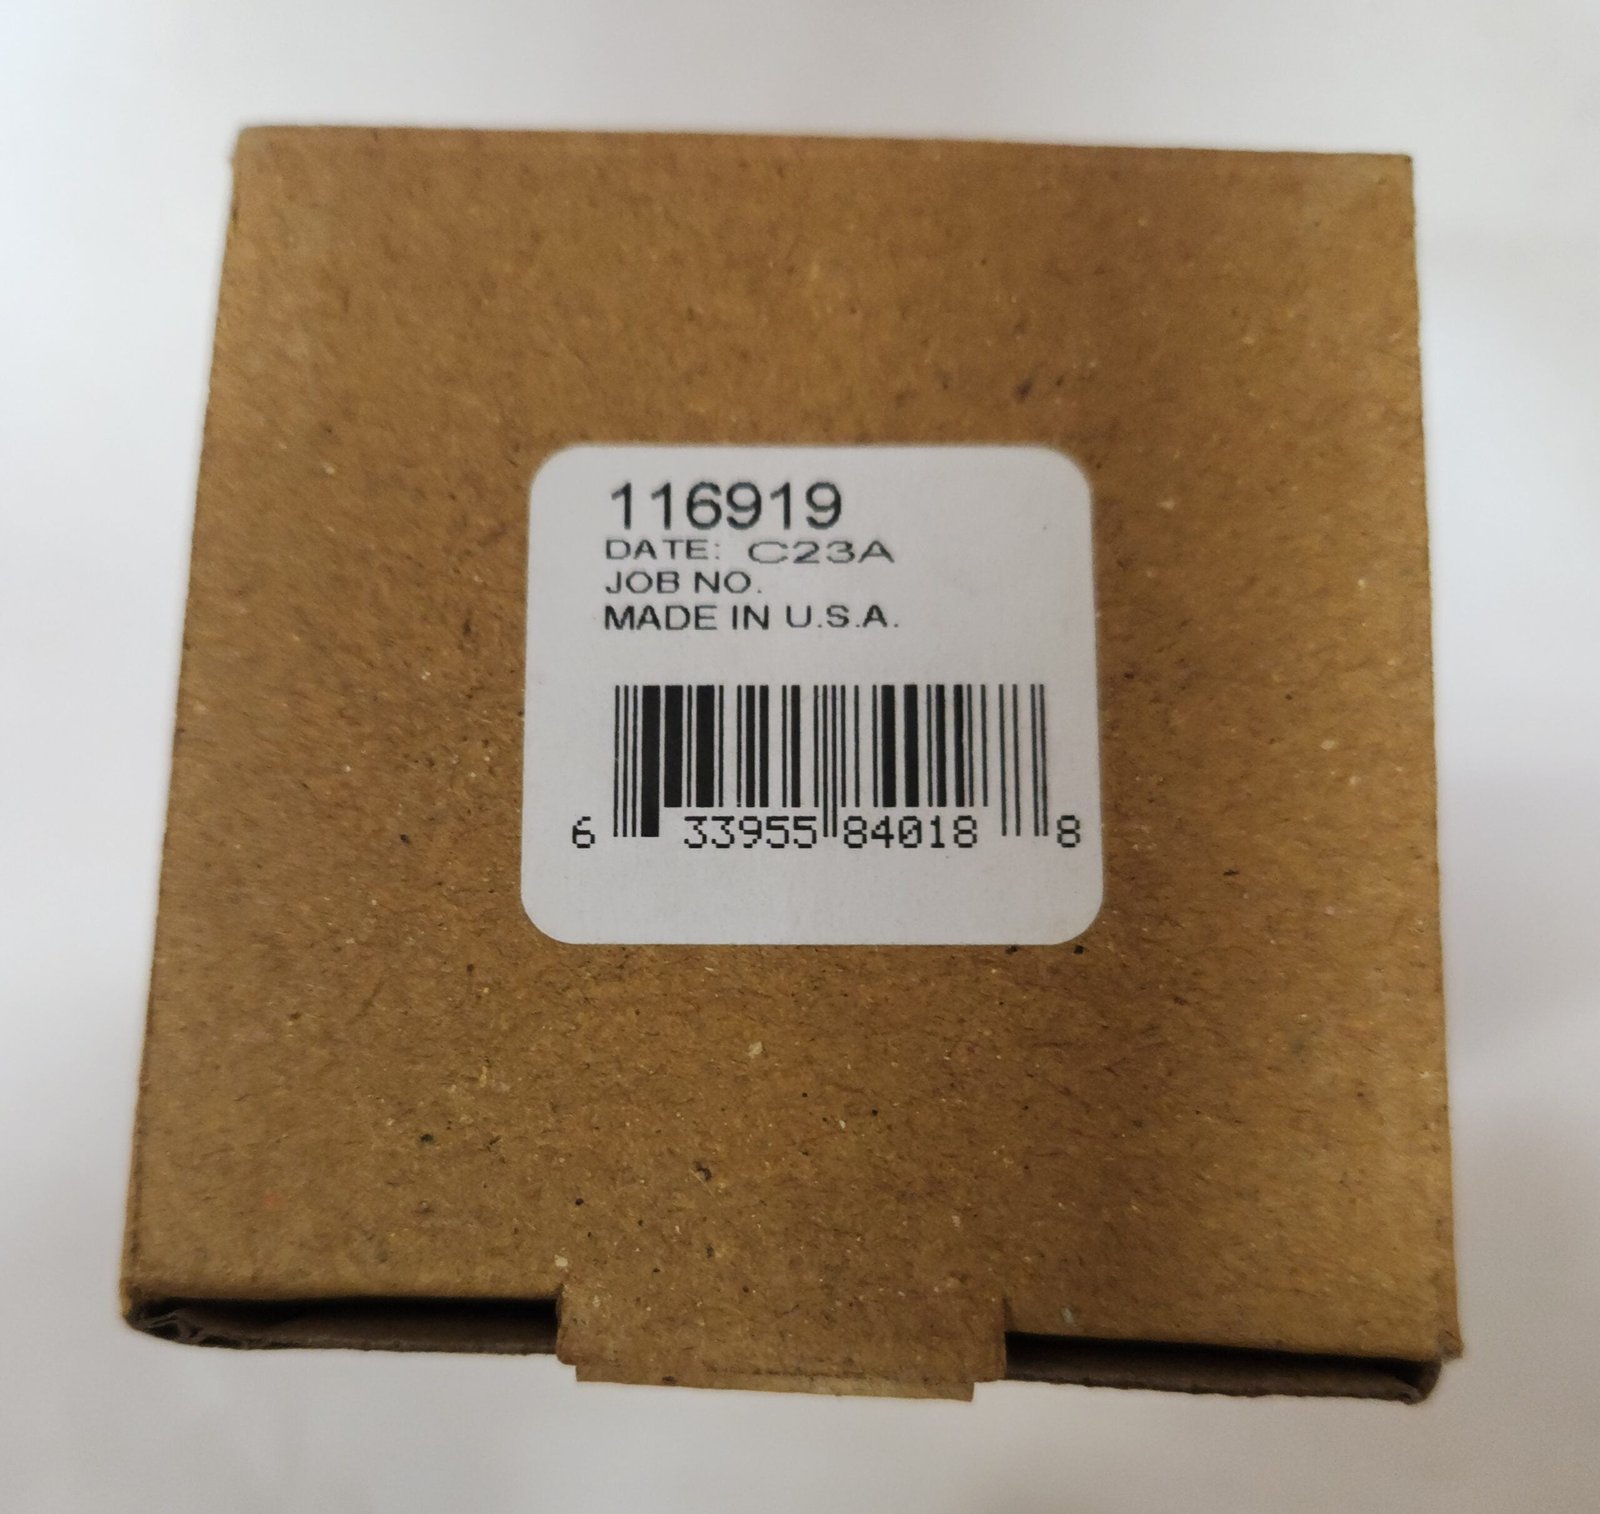 116919
DATE: C23A
JOB NO.
MADE IN U.S.A.
6 33955 84018 8